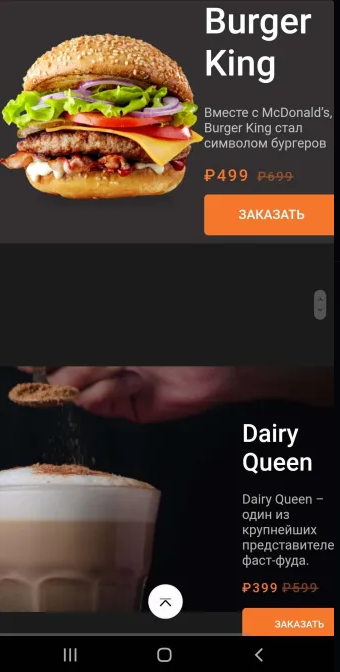 Burger
King
Вместе с McDonald's,
Burger King стал
символом бургеров
₽499 ₽699
ЗАКАЗАТЬ
Dairy
Queen
Dairy Queen –
один из
крупнейших
представителе
фаст-фуда.
₽399 ₽599
ЗАКАЗАТЬ